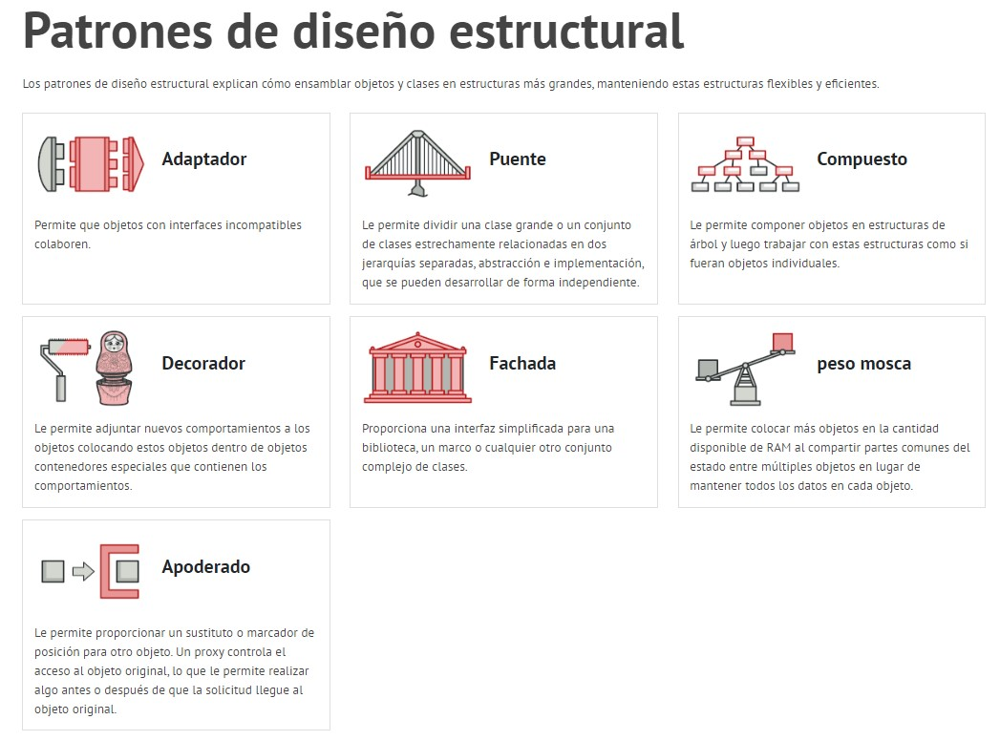 Patrones de diseño estructural
Los patrones de diseño estructural explican cómo ensamblar objetos y clases en estructuras más grandes, manteniendo estas estructuras flexibles y eficientes.
Adaptador
Permite que objetos con interfaces incompatibles
colaboren.
Puente
Le permite dividir una clase grande o un conjunto
de clases estrechamente relacionadas en dos
jerarquías separadas, abstracción e implementación,
que se pueden desarrollar de forma independiente.
Compuesto
Le permite componer objetos en estructuras de
árbol y luego trabajar con estas estructuras como si
fueran objetos individuales.
Decorador
Le permite adjuntar nuevos comportamientos a los
objetos colocando estos objetos dentro de objetos
contenedores especiales que contienen los
comportamientos.
Fachada
Proporciona una interfaz simplificada para una
biblioteca, un marco o cualquier otro conjunto
complejo de clases.
peso mosca
Le permite colocar más objetos en la cantidad
disponible de RAM al compartir partes comunes del
estado entre múltiples objetos en lugar de
mantener todos los datos en cada objeto.
Apoderado
Le permite proporcionar un sustituto o marcador de
posición para otro objeto. Un proxy controla el
acceso al objeto original, lo que le permite realizar
algo antes o después de que la solicitud llegue al
objeto original.